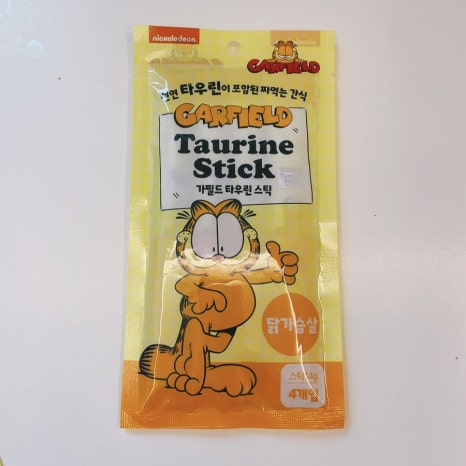 nickelodeon
GARFIELD
천연 타우린이 포함된 짜먹는 간식
GARFIELD
Taurine
Stick
가필드 타우린 스틱
닭가슴살
4개입